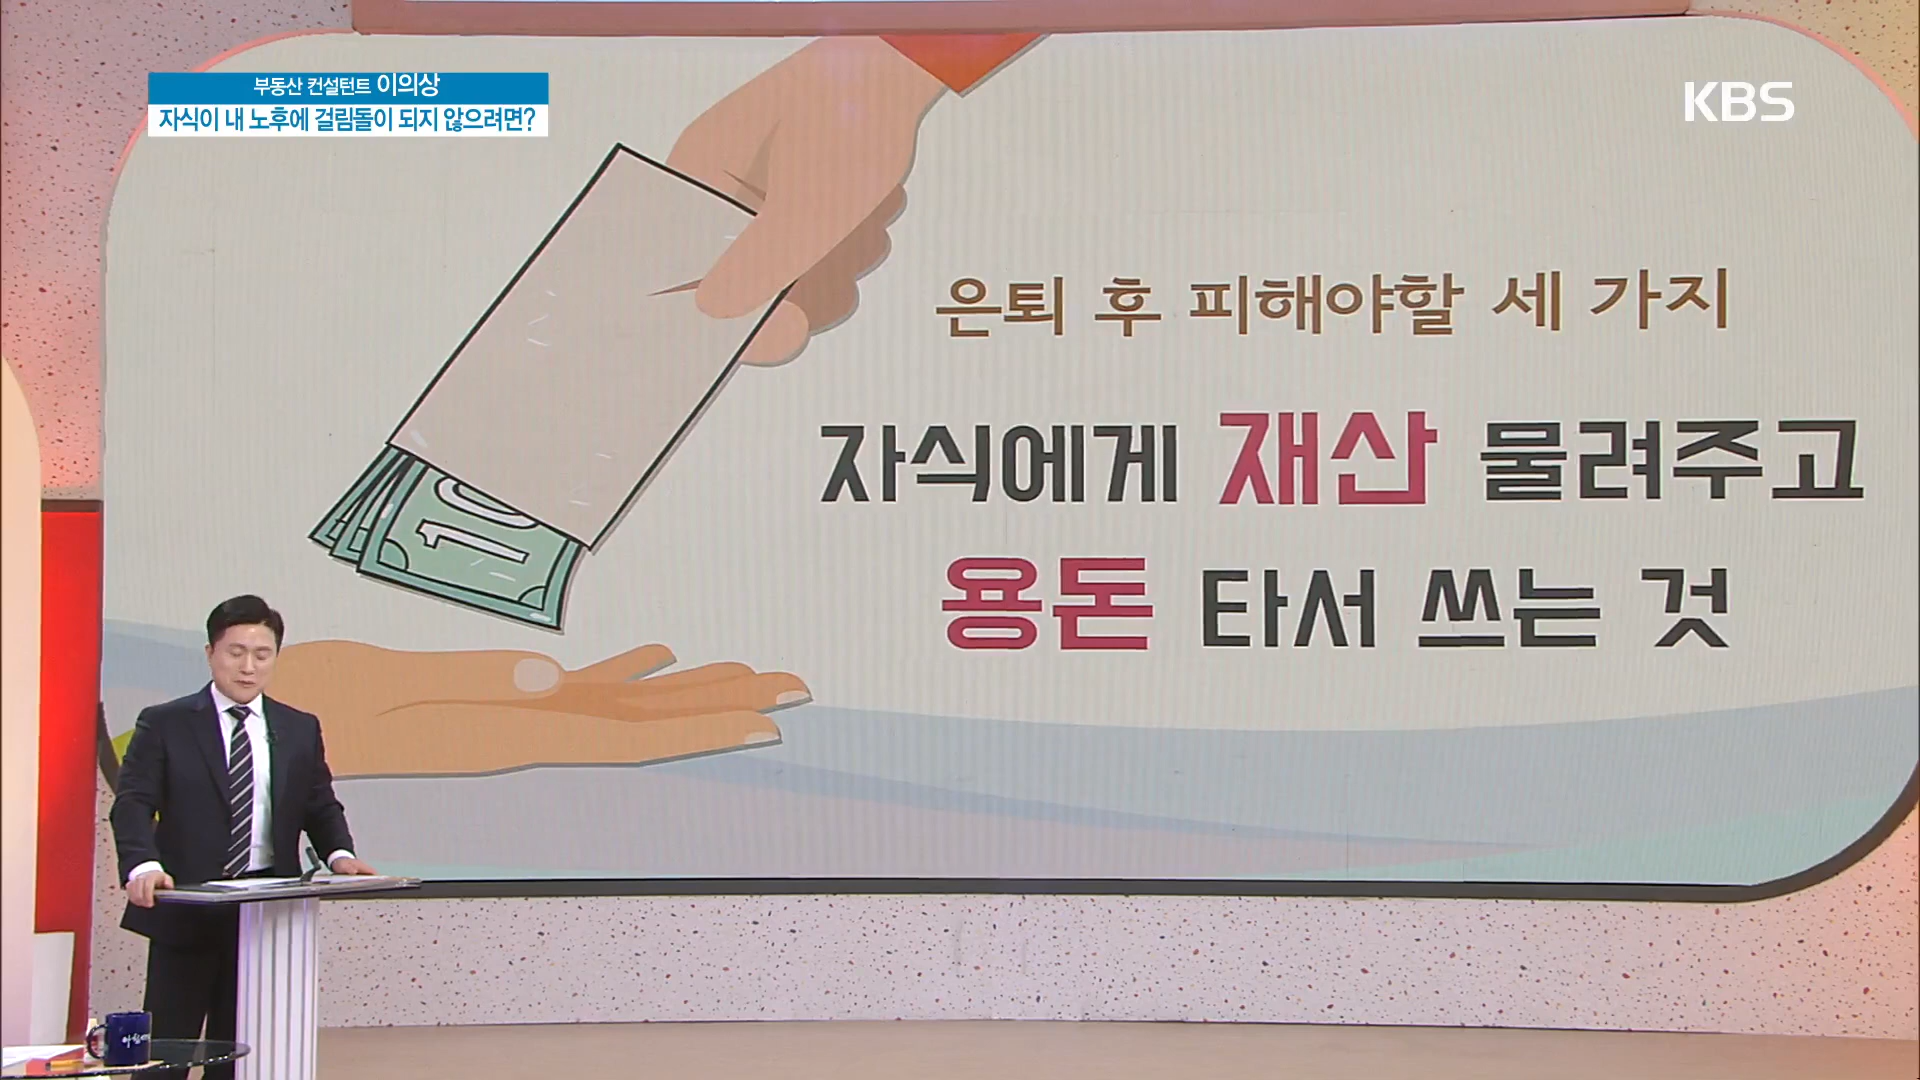 부동산 컨설턴트 이의상
자식이 내 노후에 걸림돌이 되지 않으려면?
KBS
은퇴 후 피해야할 세 가지
자식에게 재산 물려주고
용돈 타서 쓰는 것
10